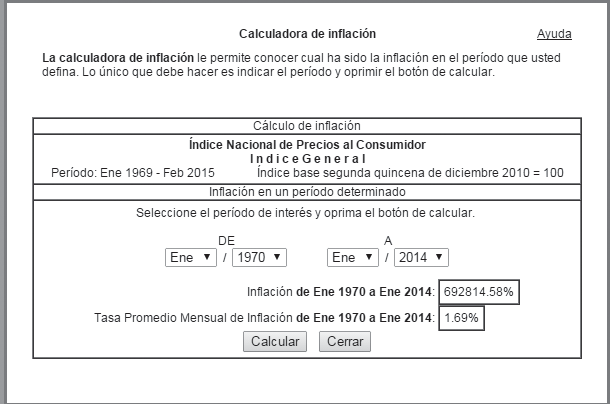 Calculadora de inflación
Ayuda
La calculadora de inflación le permite conocer cual ha sido la inflación en el período que usted
defina. Lo único que debe hacer es indicar el período y oprimir el botón de calcular.
Cálculo de inflación
Índice Nacional de Precios al Consumidor
I n d i c e G e n e r a l
Período: Ene 1969 - Feb 2015 Índice base segunda quincena de diciembre 2010 = 100
Inflación en un período determinado
Seleccione el período de interés y oprima el botón de calcular.
DE A
Ene / 1970 Ene / 2014
Inflación de Ene 1970 a Ene 2014: 692814.58%
Tasa Promedio Mensual de Inflación de Ene 1970 a Ene 2014: 1.69%
Calcular Cerrar